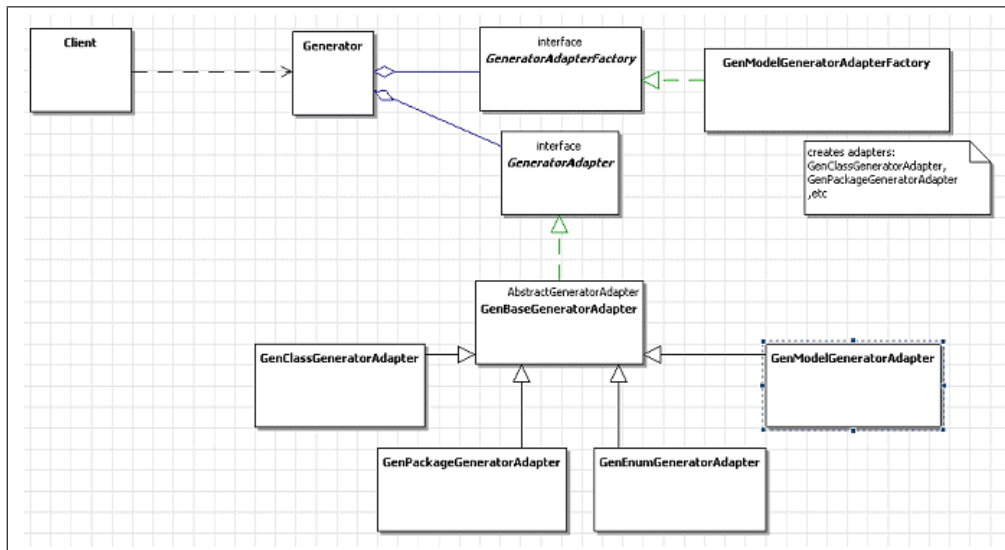 Client
Generator
interface
GeneratorAdapterFactory
GenModelGeneratorAdapterFactory
interface
GeneratorAdapter
creates adapters:
GenClassGeneratorAdapter,
GenPackageGeneratorAdapter
,etc
AbstractGeneratorAdapter
GenBaseGeneratorAdapter
GenClassGeneratorAdapter
GenModelGeneratorAdapter
GenPackageGeneratorAdapter
GenEnumGeneratorAdapter